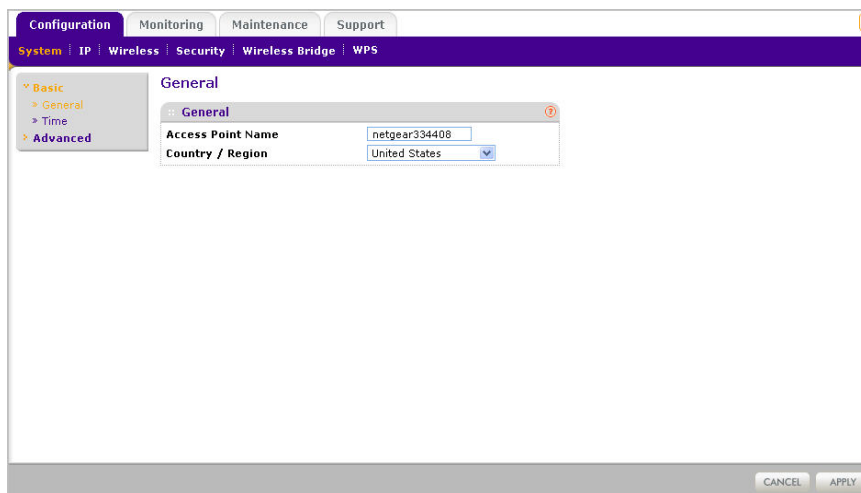 Configuration Monitoring Maintenance Support
System IP Wireless Security Wireless Bridge WPS
Basic
General
Time
Advanced
General
General
Access Point Name netgear334408
Country / Region United States
CANCEL APPLY